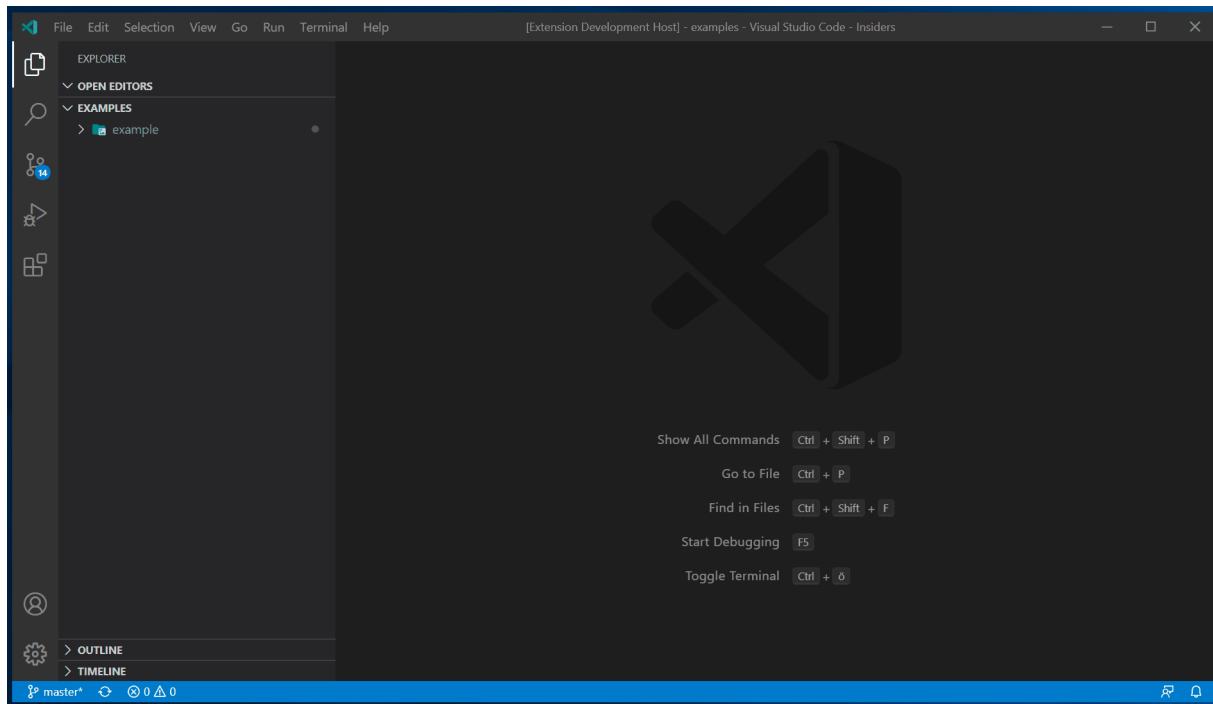 File Edit Selection View Go Run Terminal Help [Extension Development Host] - examples - Visual Studio Code - Insiders
EXPLORER
OPEN EDITORS
EXAMPLES
example
14
Show All Commands Ctrl + Shift + P
Go to File Ctrl + P
Find in Files Ctrl + Shift + F
Start Debugging F5
Toggle Terminal Ctrl + ö
OUTLINE
TIMELINE
master* 0 0